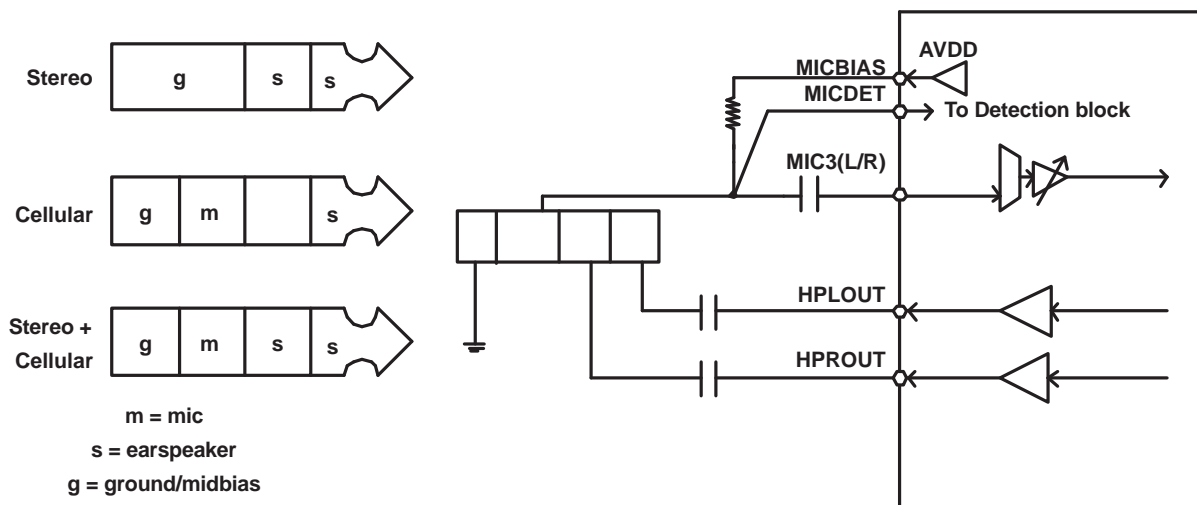 Stereo
g
s
s
Cellular
g
m
s
Stereo +
Cellular
g
m
s
s
m = mic
s = earspeaker
g = ground/midbias
AVDD
MICBIAS
MICDET
To Detection block
MIC3(L/R)
HPLOUT
HPROUT